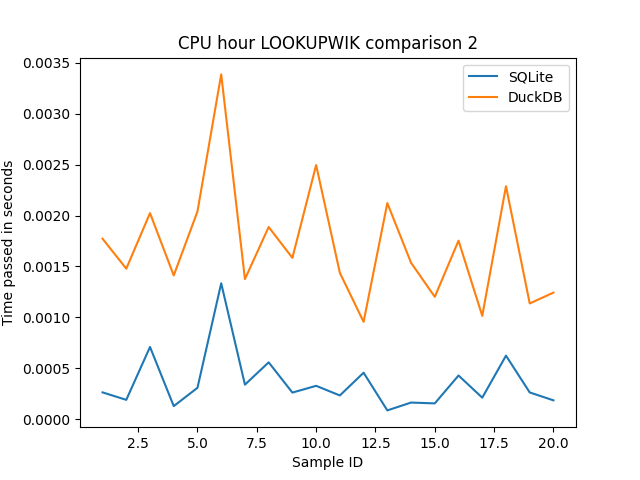 CPU hour LOOKUPWIK comparison 2
SQLite
DuckDB
Time passed in seconds
0.0035
0.0030
0.0025
0.0020
0.0015
0.0010
0.0005
0.0000
2.5 5.0 7.5 10.0 12.5 15.0 17.5 20.0
Sample ID